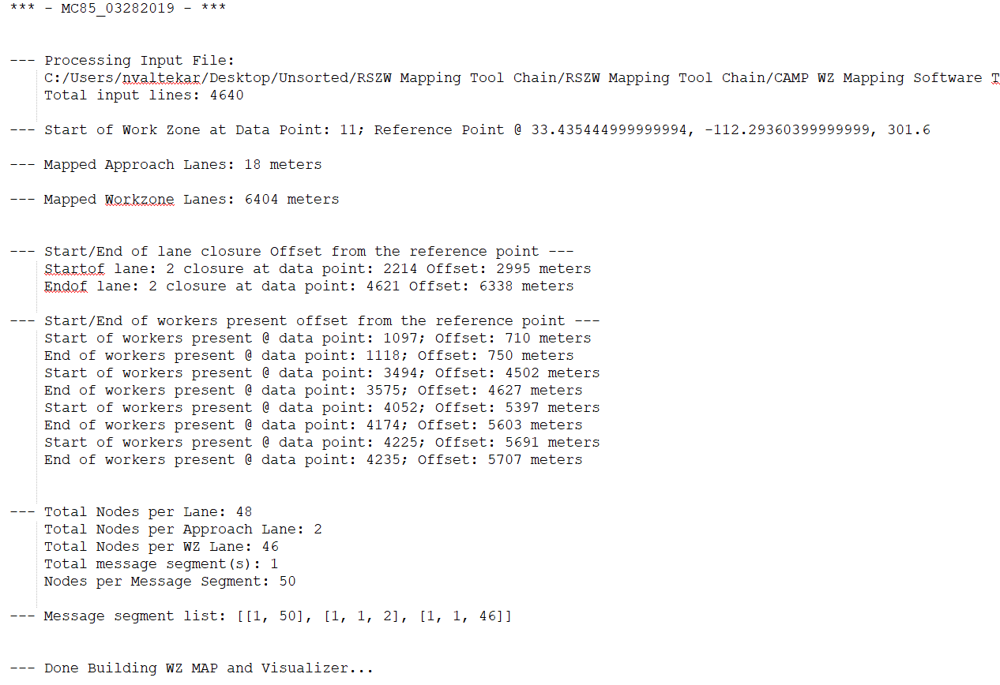 *** - MC85_03282019 - ***
--- Processing Input File:
C:/Users/nvaltekar/Desktop/Unsorted/RSZW Mapping Tool Chain/RSZW Mapping Tool Chain/CAMP WZ Mapping Software T
Total input lines: 4640
--- Start of Work Zone at Data Point: 11; Reference Point @ 33.435444999999994, -112.29360399999999, 301.6
--- Mapped Approach Lanes: 18 meters
--- Mapped Workzone Lanes: 6404 meters
--- Start/End of lane closure Offset from the reference point ---
Startof lane: 2 closure at data point: 2214 Offset: 2995 meters
Endof lane: 2 closure at data point: 4621 Offset: 6338 meters
--- Start/End of workers present offset from the reference point ---
Start of workers present @ data point: 1097; Offset: 710 meters
End of workers present @ data point: 1118; Offset: 750 meters
Start of workers present @ data point: 3494; Offset: 4502 meters
End of workers present @ data point: 3575; Offset: 4627 meters
Start of workers present @ data point: 4052; Offset: 5397 meters
End of workers present @ data point: 4174; Offset: 5603 meters
Start of workers present @ data point: 4225; Offset: 5691 meters
End of workers present @ data point: 4235; Offset: 5707 meters
--- Total Nodes per Lane: 48
Total Nodes per Approach Lane: 2
Total Nodes per WZ Lane: 46
Total message segment(s): 1
Nodes per Message Segment: 50
--- Message segment list: [[1, 50], [1, 1, 2], [1, 1, 46]]
--- Done Building WZ MAP and Visualizer...